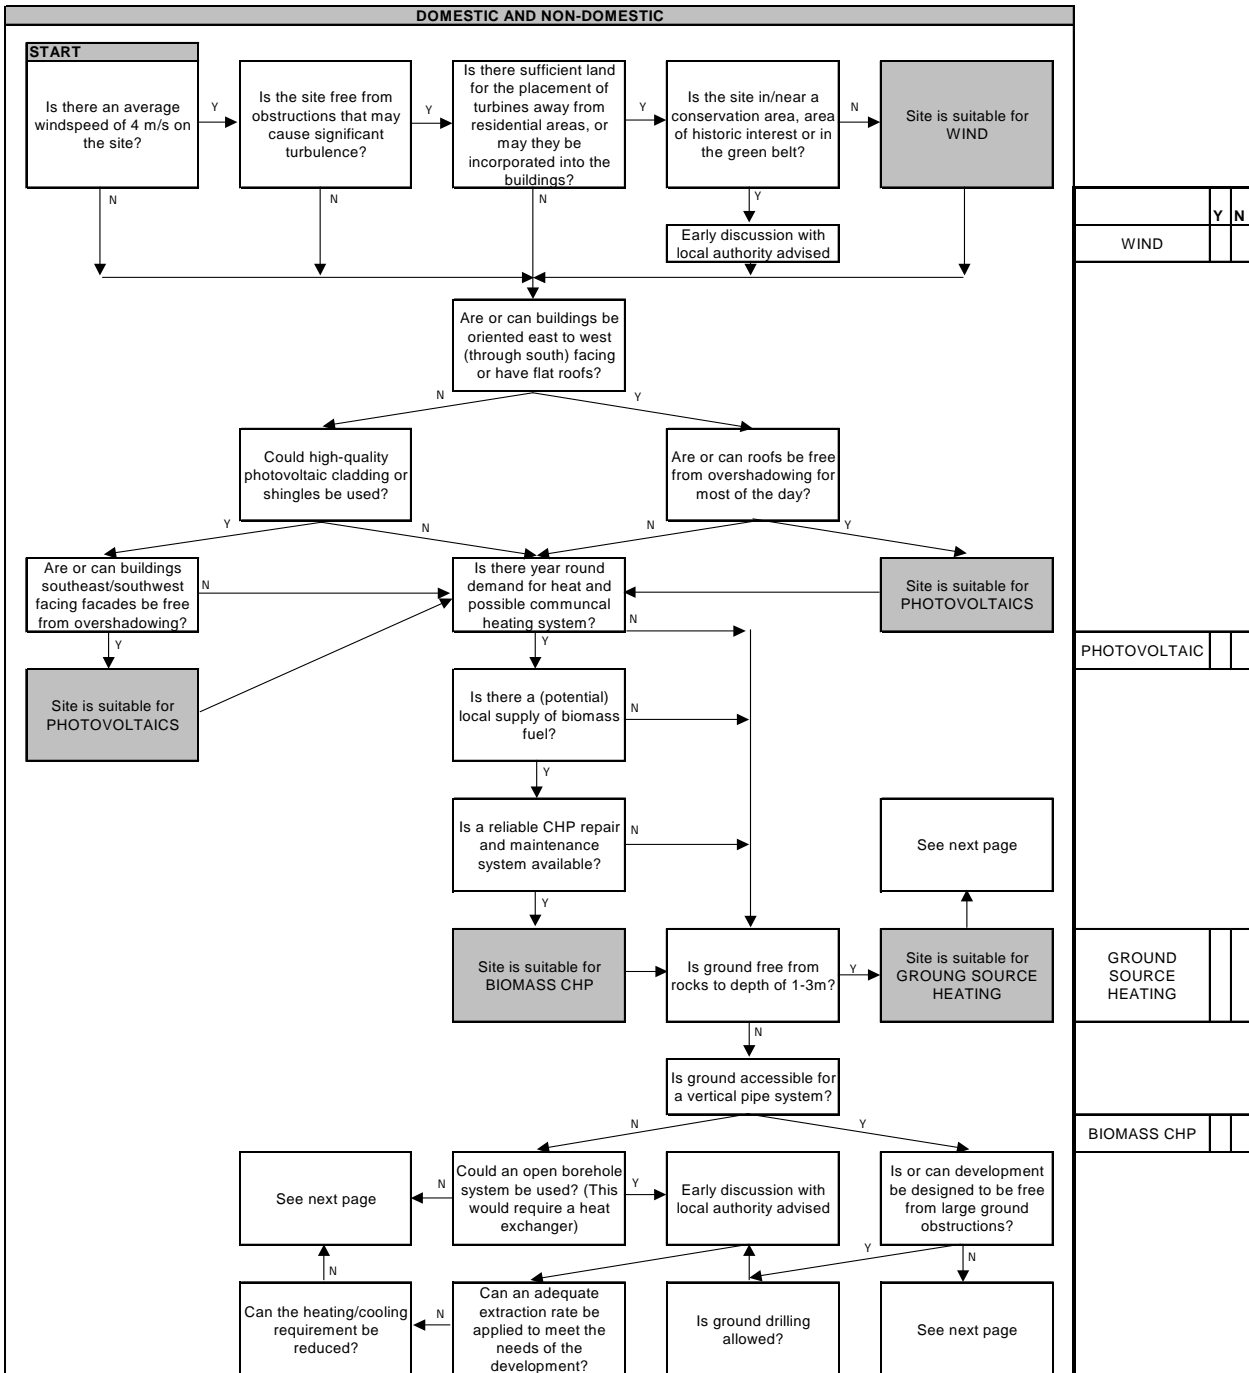 DOMESTIC AND NON-DOMESTIC
START
Is there an average
windspeed of 4 m/s on
the site?
Y
N
Is the site free from
obstructions that may
cause significant
turbulence?
Y
N
Is there sufficient land
for the placement of
turbines away from
residential areas, or
may they be
incorporated into the
buildings?
Y
N
Is the site in/near a
conservation area, area
of historic interest or in
the green belt?
N
Y
Site is suitable for
WIND
Early discussion with
local authority advised
Y N
WIND
Are or can buildings be
oriented east to west
(through south) facing
or have flat roofs?
N
Y
Could high-quality
photovoltaic cladding or
shingles be used?
Y
N
Are or can roofs be free
from overshadowing for
most of the day?
N
Y
Are or can buildings
southeast/southwest
facing facades be free
from overshadowing?
N
Y
Is there year round
demand for heat and
possible communcal
heating system?
N
Y
Site is suitable for
PHOTOVOLTAICS
PHOTOVOLTAIC
Site is suitable for
PHOTOVOLTAICS
Is there a (potential)
local supply of biomass
fuel?
N
Y
Is a reliable CHP repair
and maintenance
system available?
N
Y
See next page
Site is suitable for
BIOMASS CHP
Is ground free from
rocks to depth of 1-3m?
Y
N
Site is suitable for
GROUNG SOURCE
HEATING
GROUND
SOURCE
HEATING
Is ground accessible for
a vertical pipe system?
N
Y
BIOMASS CHP
See next page
N
Could an open borehole
system be used? (This
would require a heat
exchanger)
Y
Early discussion with
local authority advised
Is or can development
be designed to be free
from large ground
obstructions?
Y
N
N
Can the heating/cooling
requirement be
reduced?
N
Can an adequate
extraction rate be
applied to meet the
needs of the
development?
Is ground drilling
allowed?
See next page